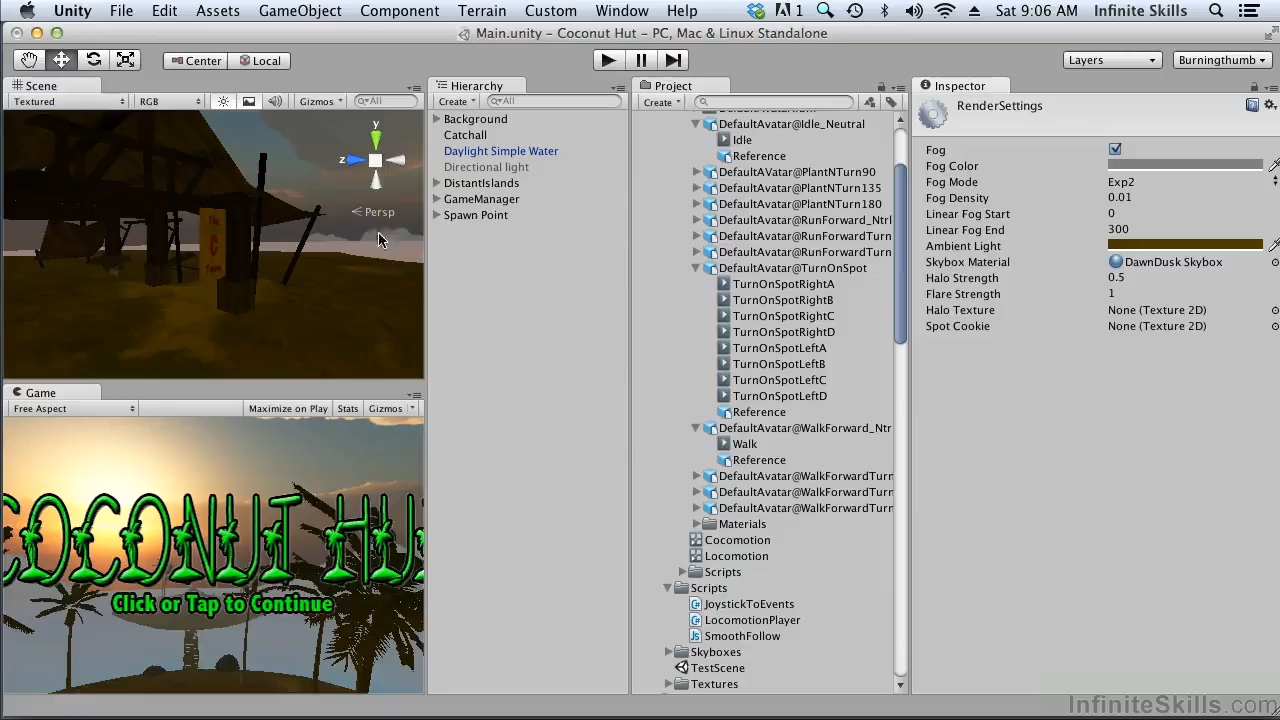 Unity File Edit Assets GameObject Component Terrain Custom Window Help 1 Sat 9:06 AM Infinite Skills
Main.unity – Coconut Hut – PC, Mac & Linux Standalone
Center Local Layers Burningthumb
Scene
Textured RGB Gizmos All
y
z
Persp
The
C
Game
Free Aspect Maximize on Play Stats Gizmos
COCONUT HU
Click or Tap to Continue
Hierarchy
Create All
Background
Catchall
Daylight Simple Water
Directional light
DistantIslands
GameManager
Spawn Point
Project
Create
DefaultAvatar@Idle_Neutral
Idle
Reference
DefaultAVatar@PlantNTurn90
DefaultAvatar@PlantNTurn135
DefaultAvatar@PlantNTurn180
DefaultAvatar@RunForward_Ntrl
DefaultAvatar@RunForwardTurn
DefaultAvatar@RunForwardTurn
DefaultAvatar@TurnOnSpot
TurnOnSpotRightA
TurnOnSpotRightB
TurnOnSpotRightC
TurnOnSpotRightD
TurnOnSpotLeftA
TurnOnSpotLeftB
TurnOnSpotLeftC
TurnOnSpotLeftD
Reference
DefaultAvatar@WalkForward_Ntr
Walk
Reference
DefaultAvatar@WalkForwardTurn
DefaultAvatar@WalkForwardTurn
DefaultAvatar@WalkForwardTurn
Materials
Cocomotion
Locomotion
Scripts
Scripts
JoystickToEvents
LocomotionPlayer
SmoothFollow
Skyboxes
TestScene
Textures
Inspector
RenderSettings
Fog
Fog Color
Fog Mode Exp2
Fog Density 0.01
Linear Fog Start 0
Linear Fog End 300
Ambient Light
Skybox Material DawnDusk Skybox
Halo Strength 0.5
Flare Strength 1
Halo Texture None (Texture 2D)
Spot Cookie None (Texture 2D)
InfiniteSkills.com